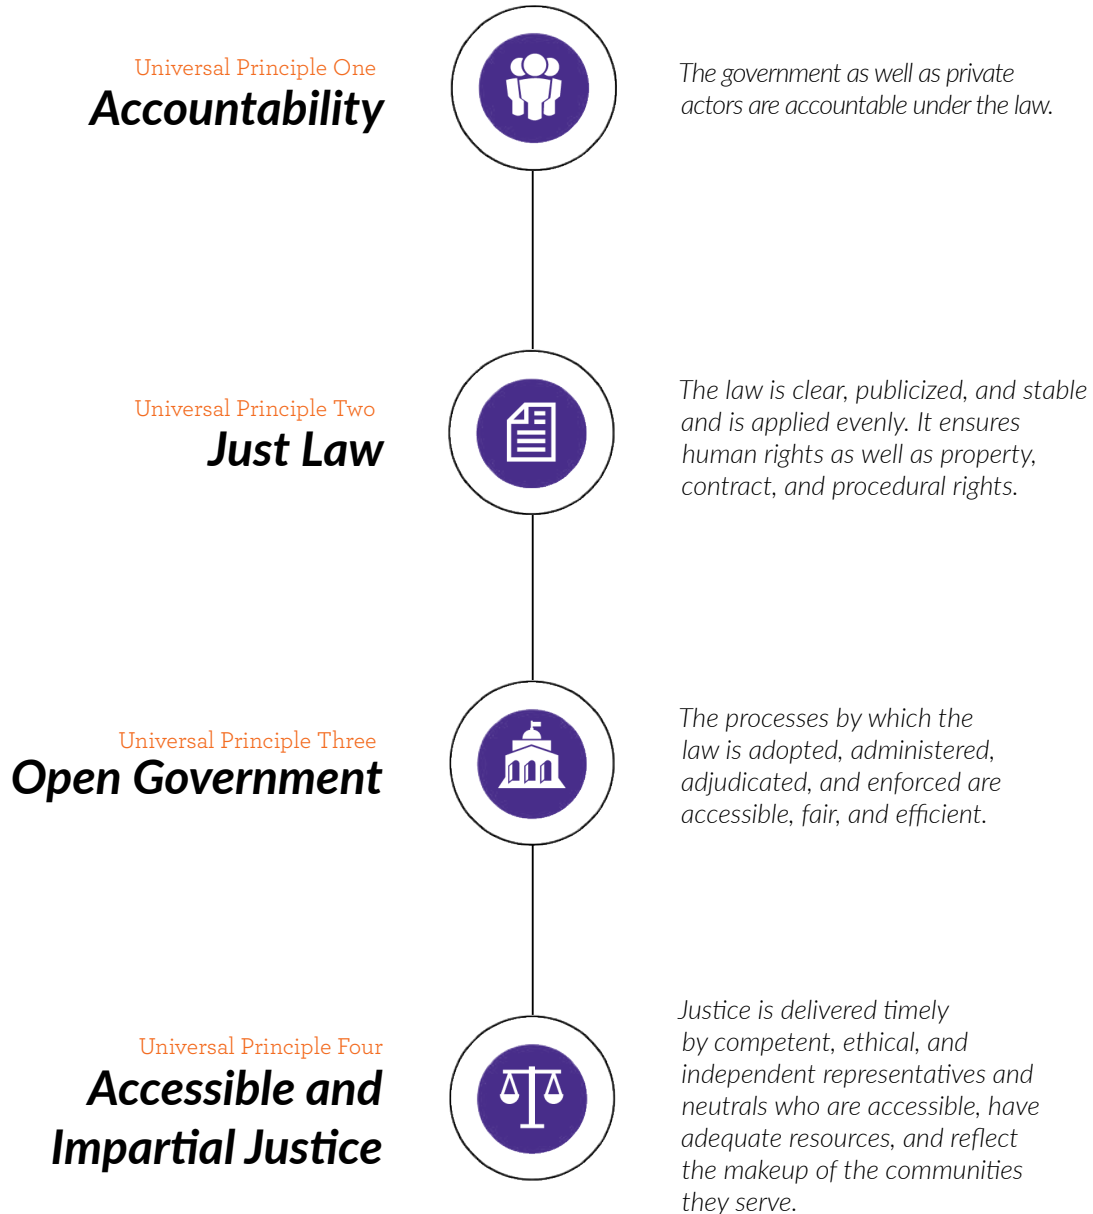 Universal Principle One
Accountability
The government as well as private
actors are accountable under the law.
Universal Principle Two
Just Law
The law is clear, publicized, and stable
and is applied evenly. It ensures
human rights as well as property,
contract, and procedural rights.
Universal Principle Three
Open Government
The processes by which the
law is adopted, administered,
adjudicated, and enforced are
accessible, fair, and efficient.
Universal Principle Four
Accessible and
Impartial Justice
Justice is delivered timely
by competent, ethical, and
independent representatives and
neutrals who are accessible, have
adequate resources, and reflect
the makeup of the communities
they serve.